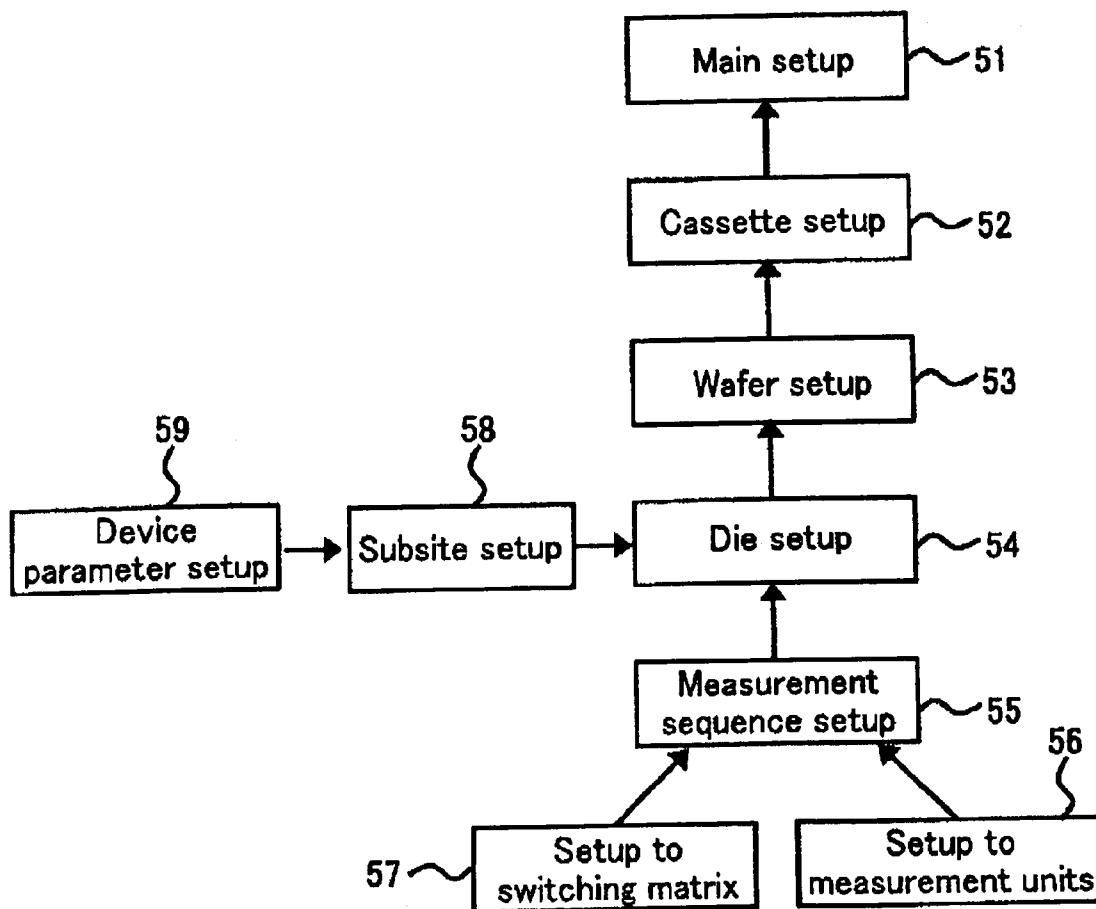 Main setup
51
Cassette setup
52
Wafer setup
53
59
58
Device
parameter setup
Subsite setup
Die setup
54
Measurement
sequence setup
55
56
57
Setup to
switching matrix
Setup to
measurement units